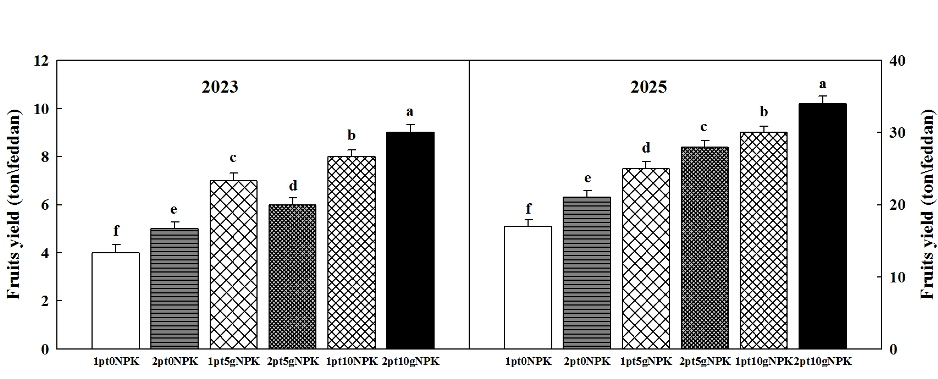 2023
2025
Fruits yield (ton\feddan)
12
10
8
6
4
2
0
f
e
c
d
b
a
f
e
d
c
b
a
40
30
20
10
0
Fruits yield (ton\feddan)
1pt0NPK 2pt0NPK 1pt5gNPK 2pt5gNPK 1pt10NPK 2pt10gNPK
1pt0NPK 2pt0NPK 1pt5gNPK 2pt5gNPK 1pt10gNPK 2pt10gNPK